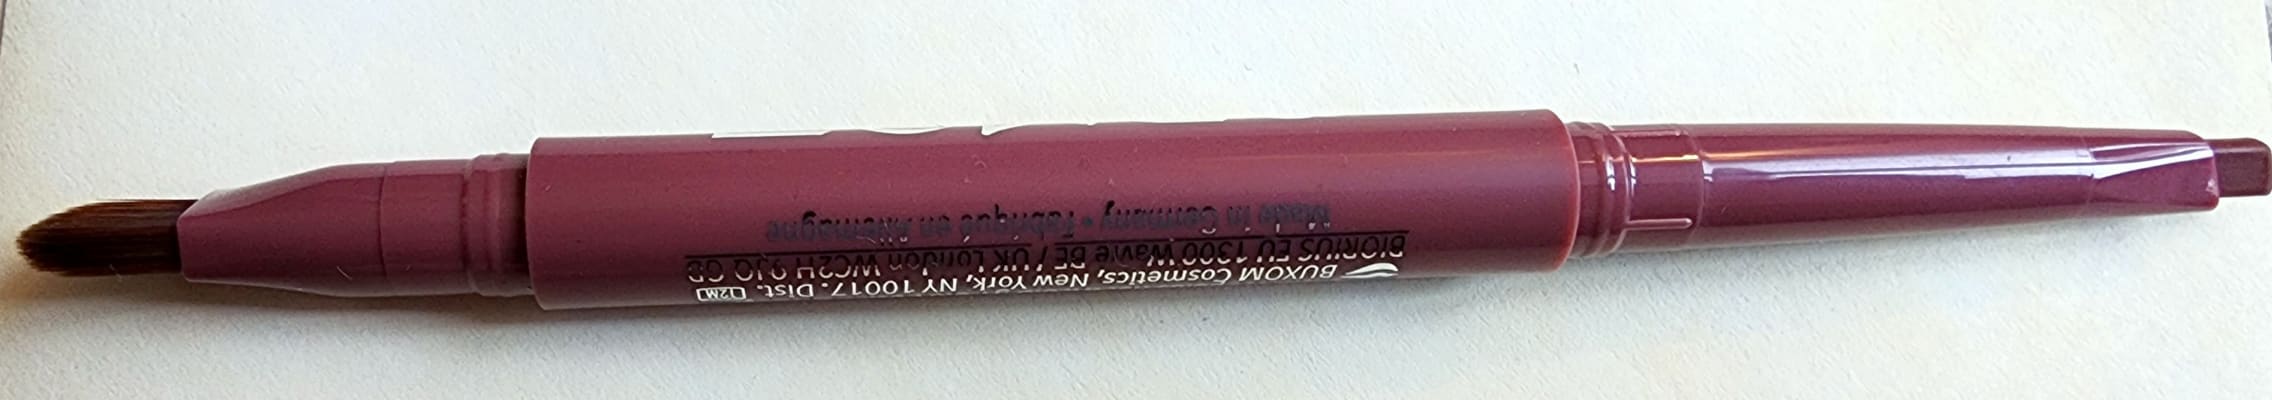 BUXOM Cosmetics, New York, NY 10017. Dist. 12M
BIORIUS EU 1300 Wavre BE / UK London WC2H 9JQ GB
Made in Germany • Fabriqué en Allemagne